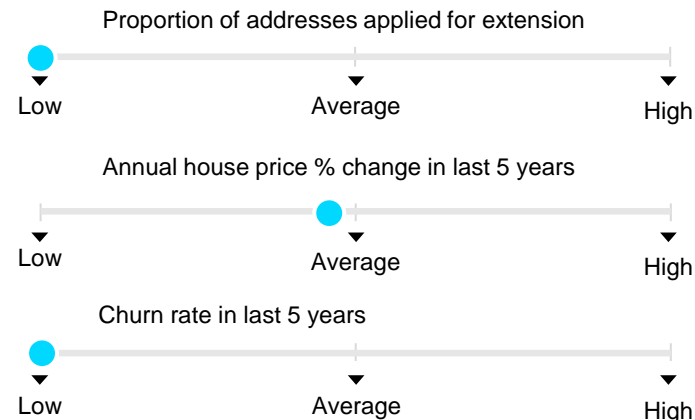 Proportion of addresses applied for extension
Low Average High
Annual house price % change in last 5 years
Low Average High
Churn rate in last 5 years
Low Average High